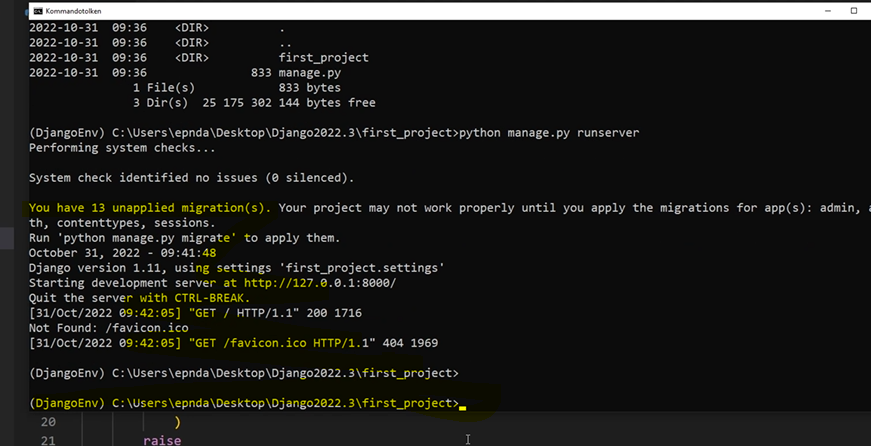 Kommandotolken
2022-10-31 09:36 <DIR> .
2022-10-31 09:36 <DIR> ..
2022-10-31 09:36 <DIR> first_project
2022-10-31 09:36 833 manage.py
1 File(s) 833 bytes
3 Dir(s) 25 175 302 144 bytes free
(DjangoEnv) C:\Users\epnda\Desktop\Django2022.3\first_project>python manage.py runserver
Performing system checks...
System check identified no issues (0 silenced).
You have 13 unapplied migration(s). Your project may not work properly until you apply the migrations for app(s): admin, a
th, contenttypes, sessions.
Run 'python manage.py migrate' to apply them.
October 31, 2022 - 09:41:48
Django version 1.11, using settings 'first_project.settings'
Starting development server at http://127.0.0.1:8000/
Quit the server with CTRL-BREAK.
[31/Oct/2022 09:42:05] "GET / HTTP/1.1" 200 1716
Not Found: /favicon.ico
[31/Oct/2022 09:42:05] "GET /favicon.ico HTTP/1.1" 404 1969
(DjangoEnv) C:\Users\epnda\Desktop\Django2022.3\first_project>
(DjangoEnv) C:\Users\epnda\Desktop\Django2022.3\first_project>
20 )
21 raise